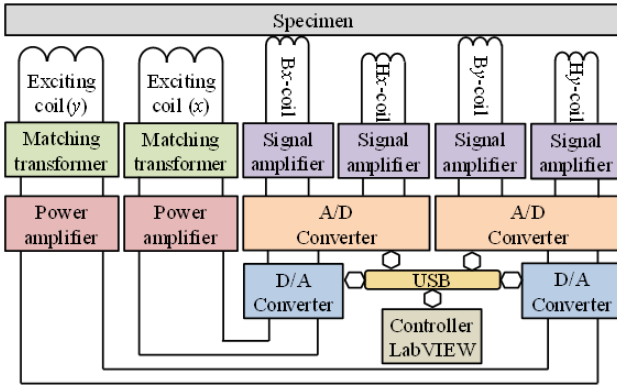 Specimen
Exciting
coil(y)
Exciting
coil (x)
Bx-coil
Hx-coil
By-coil
Hy-coil
Matching
transformer
Matching
transformer
Signal
amplifier
Signal
amplifier
Signal
amplifier
Signal
amplifier
Power
amplifier
Power
amplifier
A/D
Converter
A/D
Converter
D/A
Converter
USB
D/A
Converter
Controller
LabVIEW